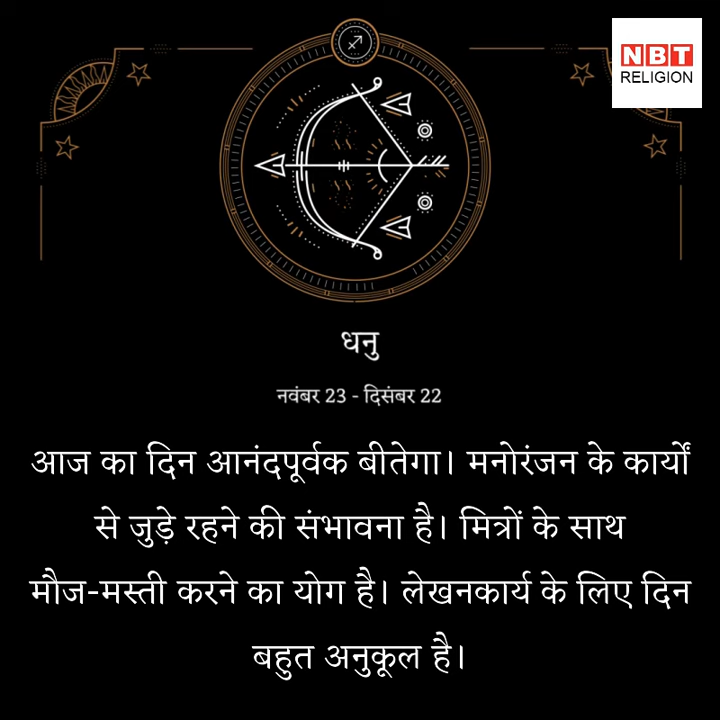 NBT
RELIGION
धनु
नवंबर 23 - दिसंबर 22
आज का दिन आनंदपूर्वक बीतेगा। मनोरंजन के कार्यों
से जुड़े रहने की संभावना है। मित्रों के साथ
मौज-मस्ती करने का योग है। लेखनकार्य के लिए दिन
बहुत अनुकूल है।